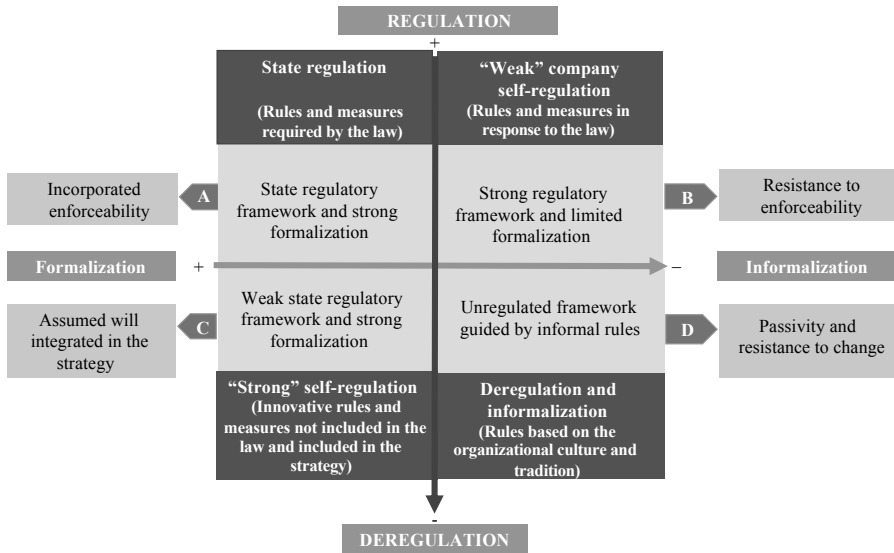 REGULATION
+
State regulation
(Rules and measures
required by the law)
“Weak” company
self-regulation
(Rules and measures in
response to the law)
Incorporated
enforceability
A
State regulatory
framework and strong
formalization
Strong regulatory
framework and limited
formalization
B
Resistance to
enforceability
Formalization
+
–
Informalization
Assumed will
integrated in the
strategy
C
Weak state regulatory
framework and strong
formalization
Unregulated framework
guided by informal rules
D
Passivity and
resistance to change
“Strong” self-regulation
(Innovative rules and
measures not included in the
law and included in the
strategy)
Deregulation and
informalization
(Rules based on the
organizational culture and
tradition)
-
DEREGULATION